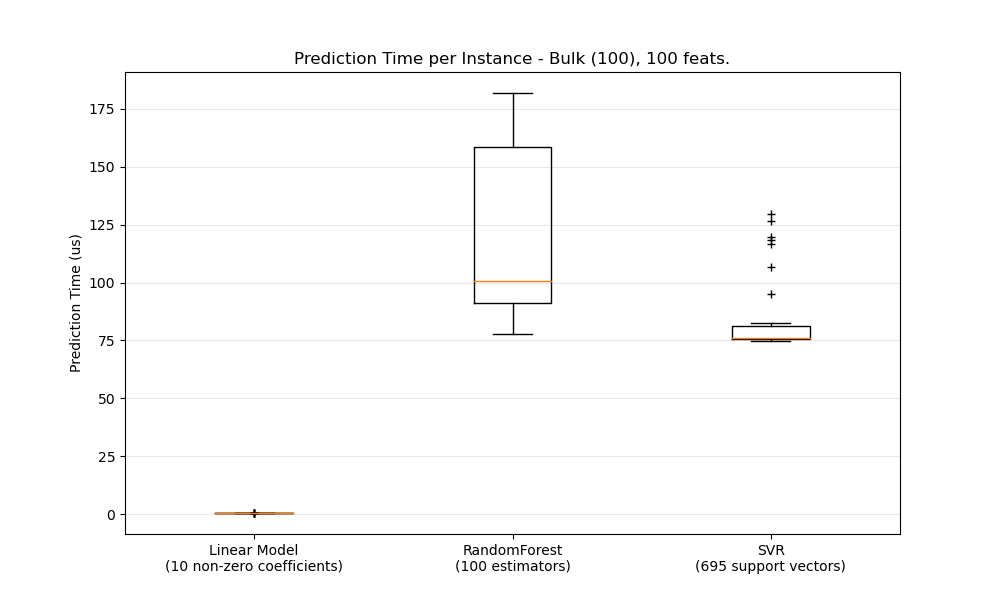 Prediction Time per Instance - Bulk (100), 100 feats.
Prediction Time (us)
175
150
125
100
75
50
25
0
Linear Model
(10 non-zero coefficients)
RandomForest
(100 estimators)
SVR
(695 support vectors)